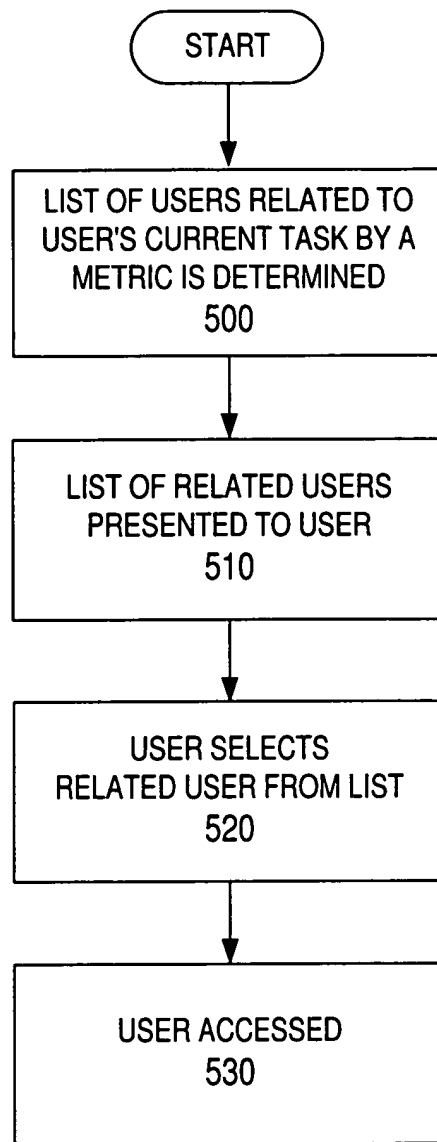 START
LIST OF USERS RELATED TO
USER'S CURRENT TASK BY A
METRIC IS DETERMINED
500
LIST OF RELATED USERS
PRESENTED TO USER
510
USER SELECTS
RELATED USER FROM LIST
520
USER ACCESSED
530